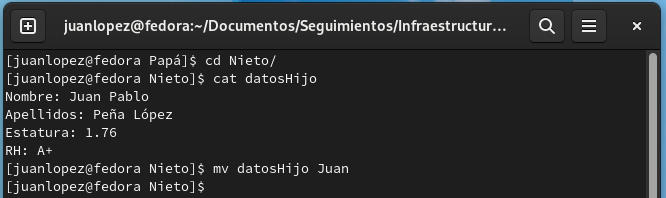 juanlopez@fedora:~/Documentos/Seguimientos/Infraestructur...
[juanlopez@fedora Papá]$ cd Nieto/
[juanlopez@fedora Nieto]$ cat datosHijo
Nombre: Juan Pablo
Apellidos: Peña López
Estatura: 1.76
RH: A+
[juanlopez@fedora Nieto]$ mv datosHijo Juan
[juanlopez@fedora Nieto]$